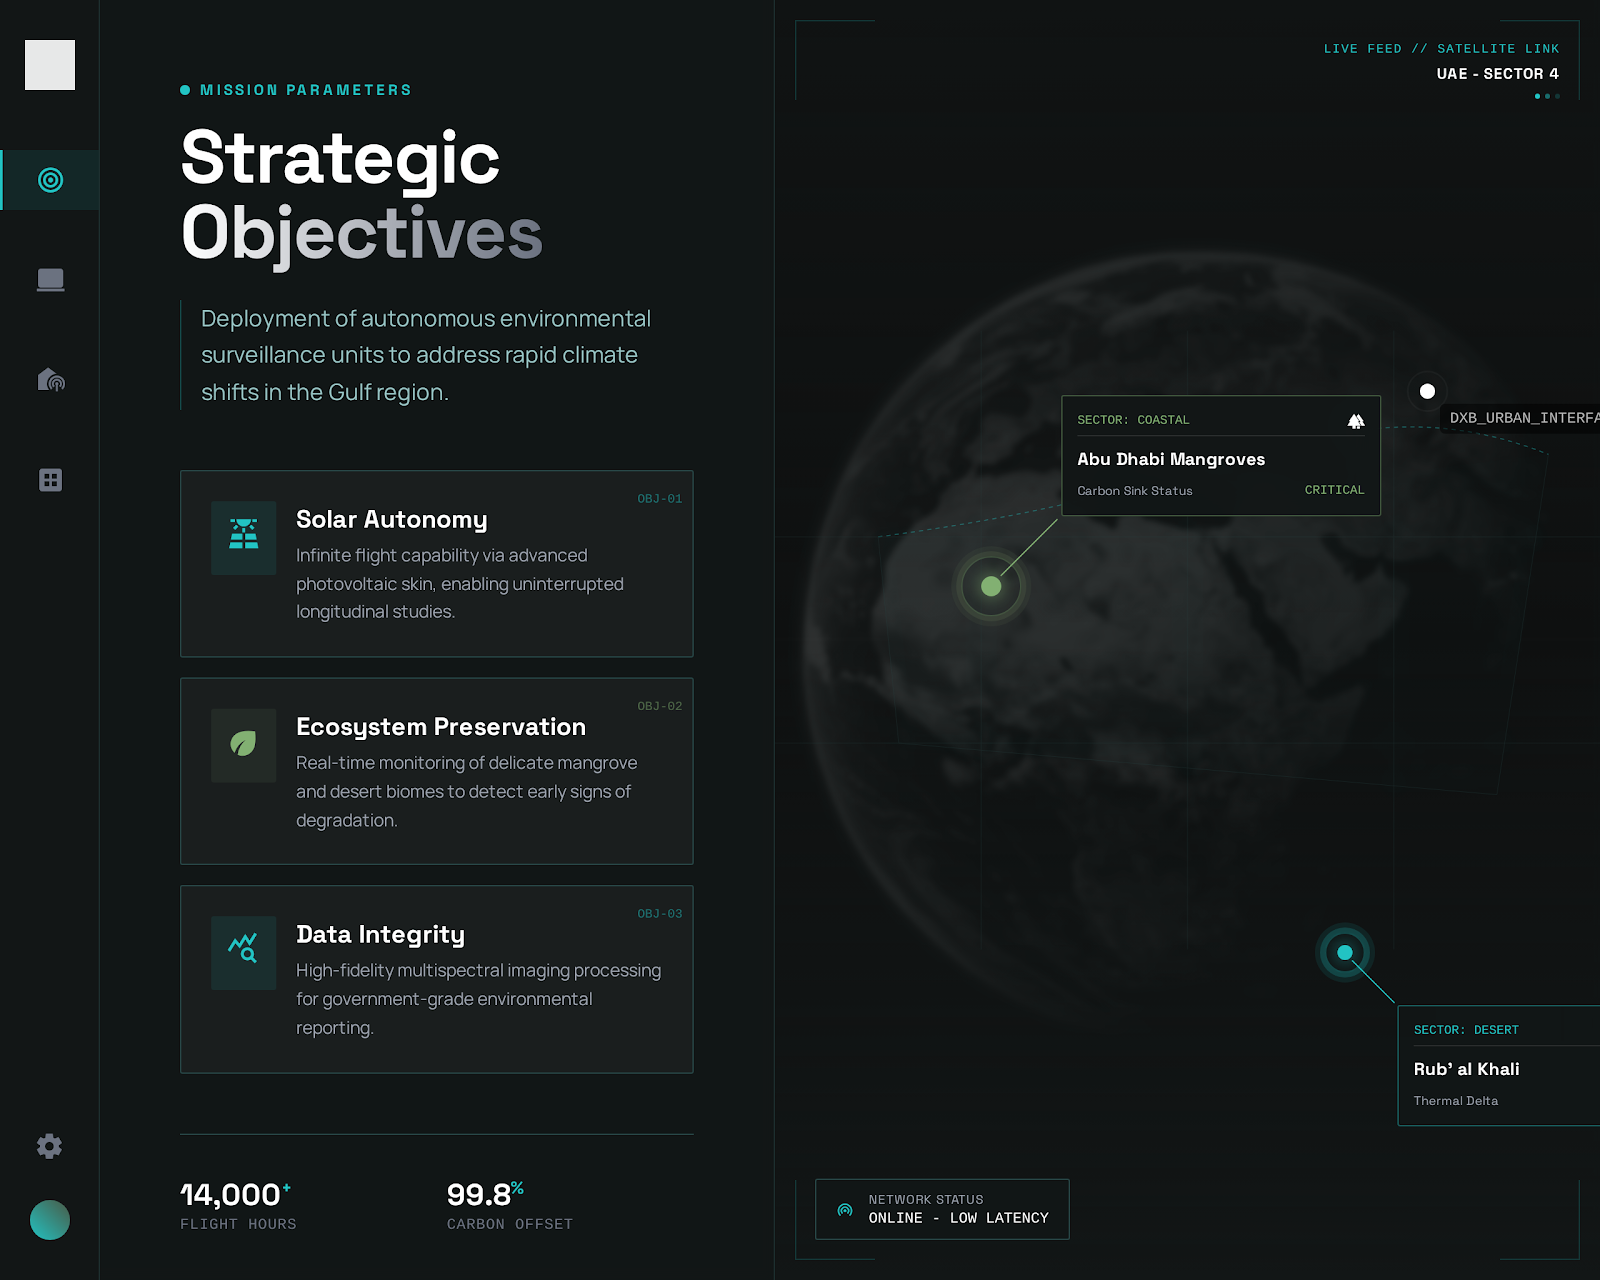 MISSION PARAMETERS
Strategic
Objectives
Deployment of autonomous environmental
surveillance units to address rapid climate
shifts in the Gulf region.
OBJ-01
Solar Autonomy
Infinite flight capability via advanced
photovoltaic skin, enabling uninterrupted
longitudinal studies.
OBJ-02
Ecosystem Preservation
Real-time monitoring of delicate mangrove
and desert biomes to detect early signs of
degradation.
OBJ-03
Data Integrity
High-fidelity multispectral imaging processing
for government-grade environmental
reporting.
14,000+
FLIGHT HOURS
99.8%
CARBON OFFSET
LIVE FEED // SATELLITE LINK
UAE - SECTOR 4
DXB_URBAN_INTERFA
SECTOR: COASTAL
Abu Dhabi Mangroves
Carbon Sink Status
CRITICAL
SECTOR: DESERT
Rub' al Khali
Thermal Delta
NETWORK STATUS
ONLINE - LOW LATENCY